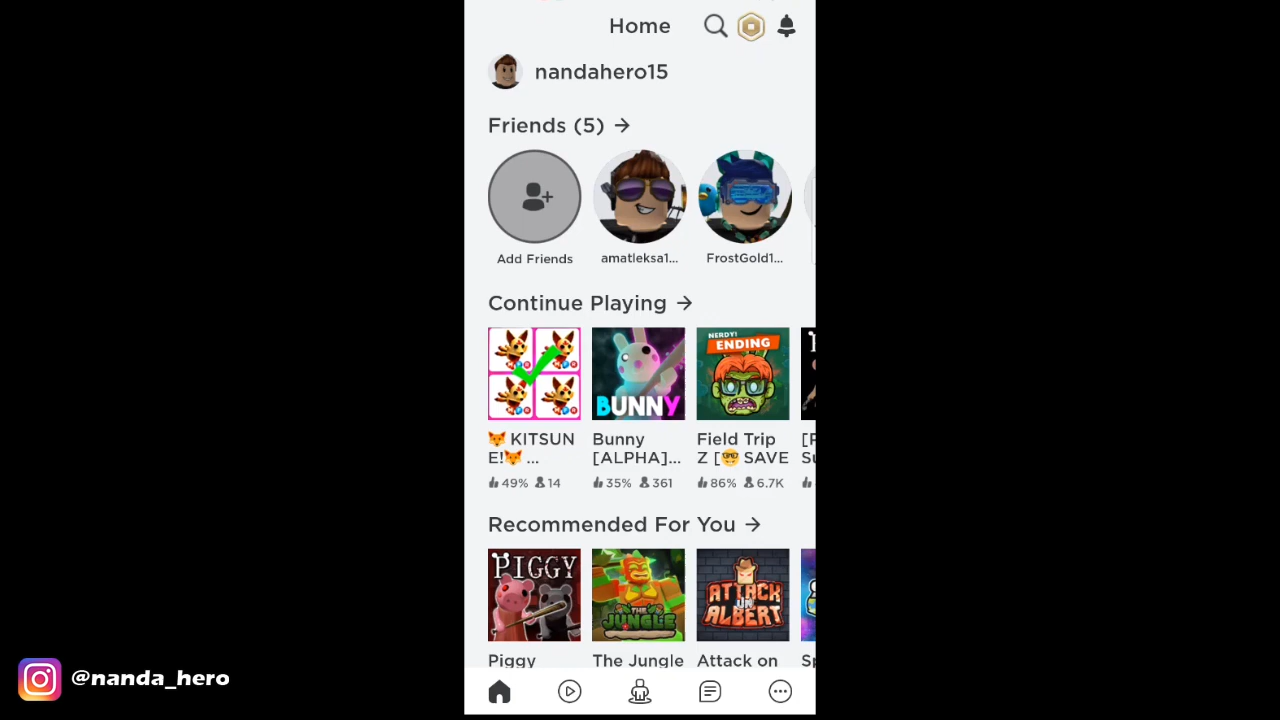 Home
nandahero15
Friends (5) →
Add Friends
amatleksa1...
FrostGold1...
Continue Playing →
BUNNY
NERDY!
ENDING
🦊 KITSUN
E!🦊 ...
Bunny
[ALPHA]...
Field Trip
Z [🤓 SAVE
49% 14
35% 361
86% 6.7K
Recommended For You →
PIGGY
THE
JUNGLE
ATTACK
ON
ALBERT
Piggy
The Jungle
Attack on
@nanda_hero